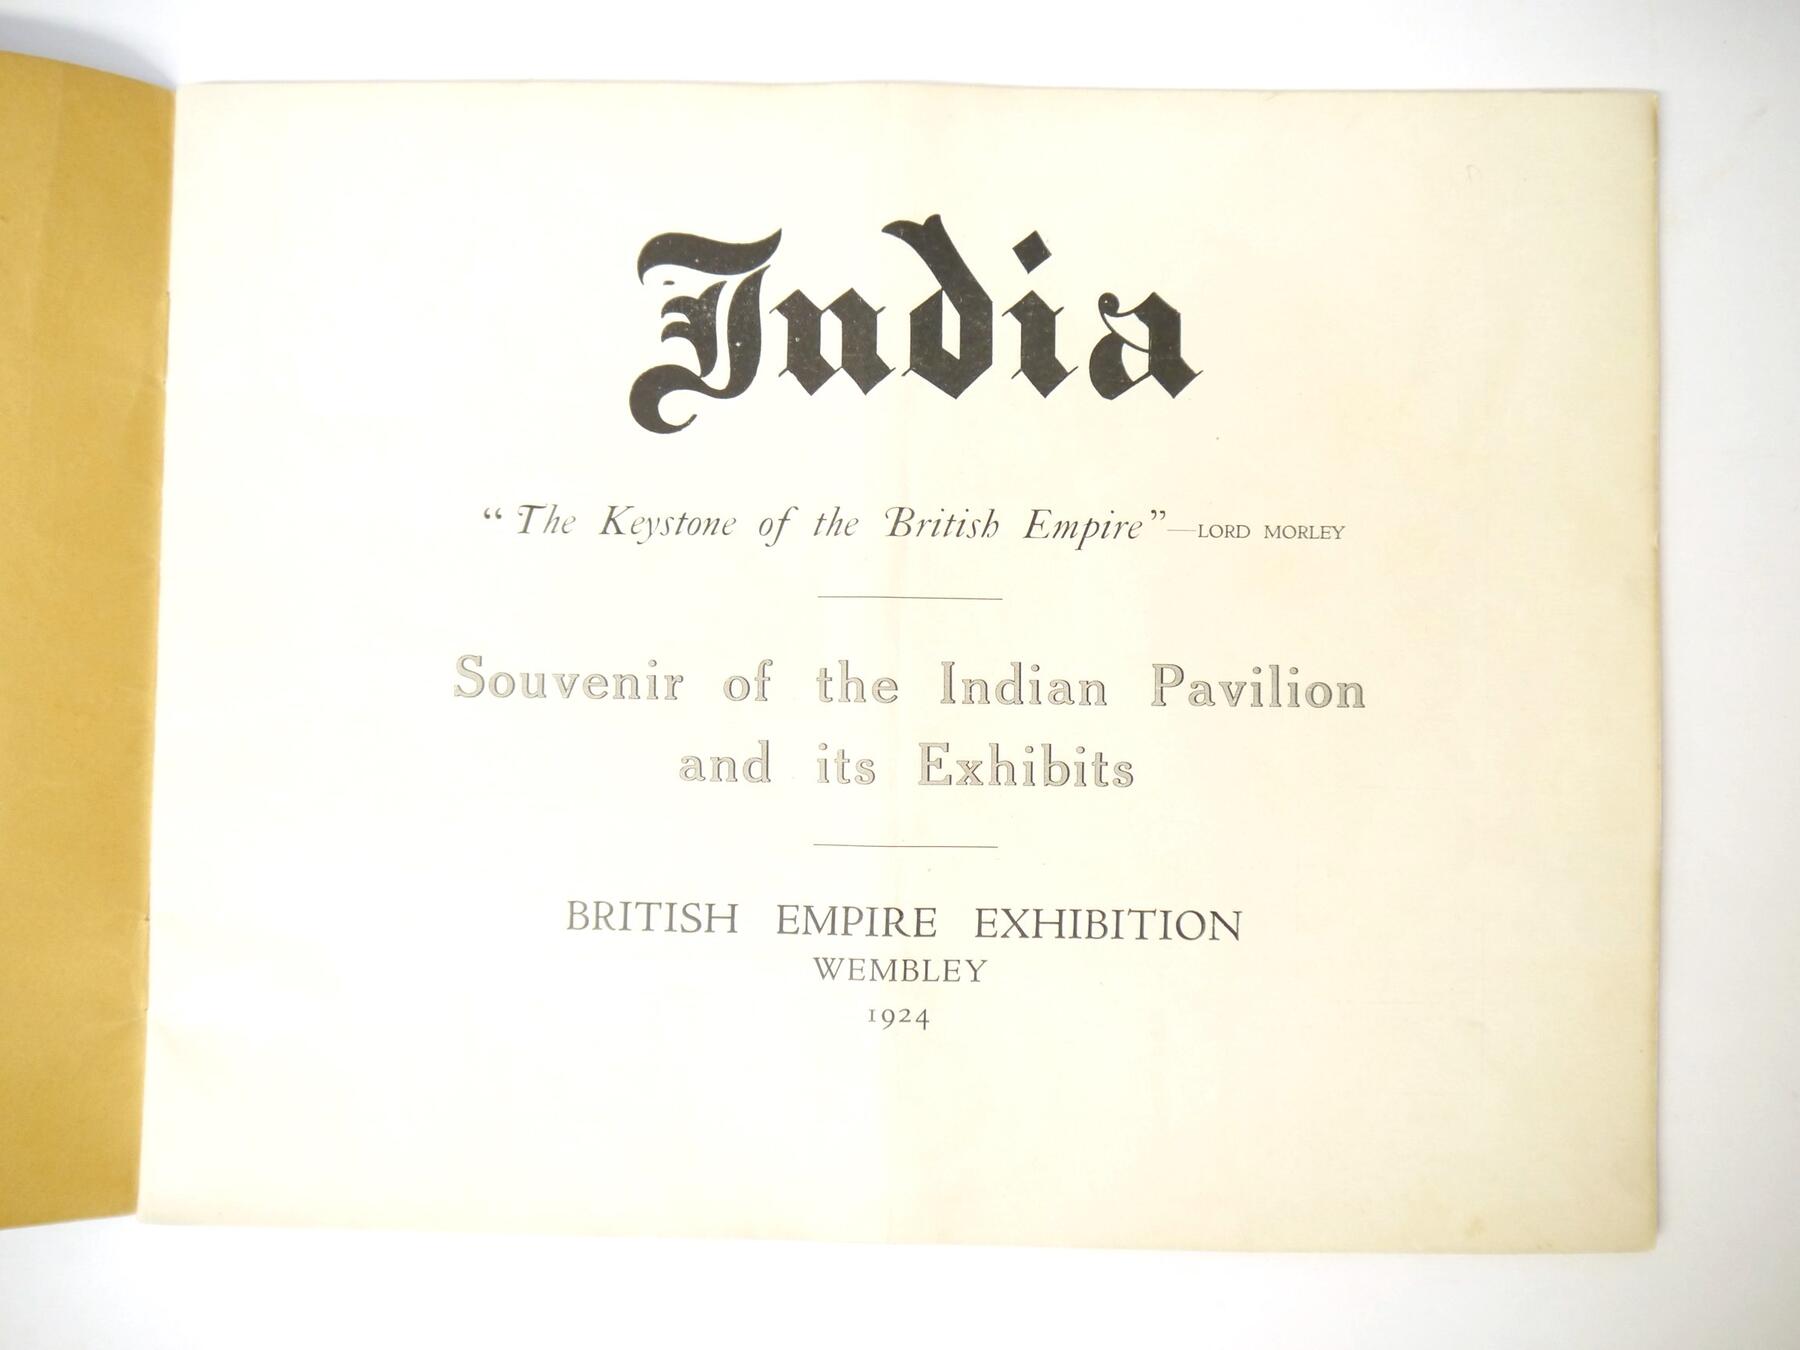 India
“The Keystone of the British Empire”—LORD MORLEY
Souvenir of the Indian Pavilion
and its Exhibits
BRITISH EMPIRE EXHIBITION
WEMBLEY
1924